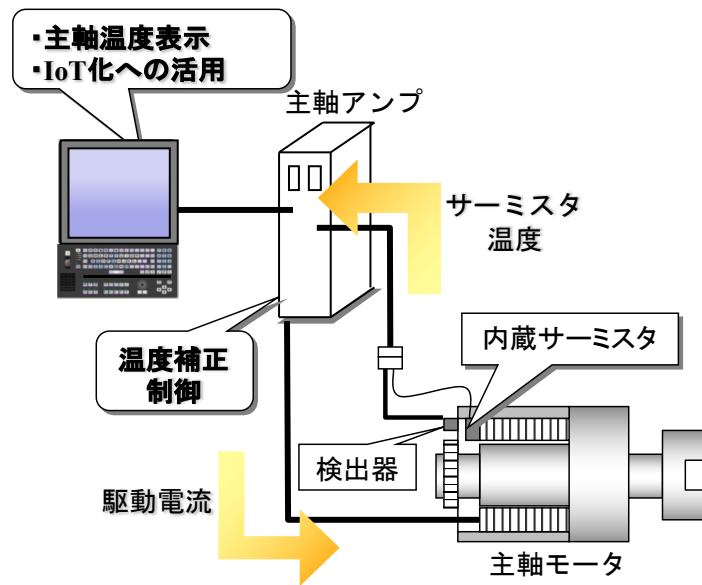 ・主軸温度表示
・IoT化への活用
主軸アンプ
サーミスタ
温度
温度補正
制御
内蔵サーミスタ
検出器
駆動電流
主軸モータ